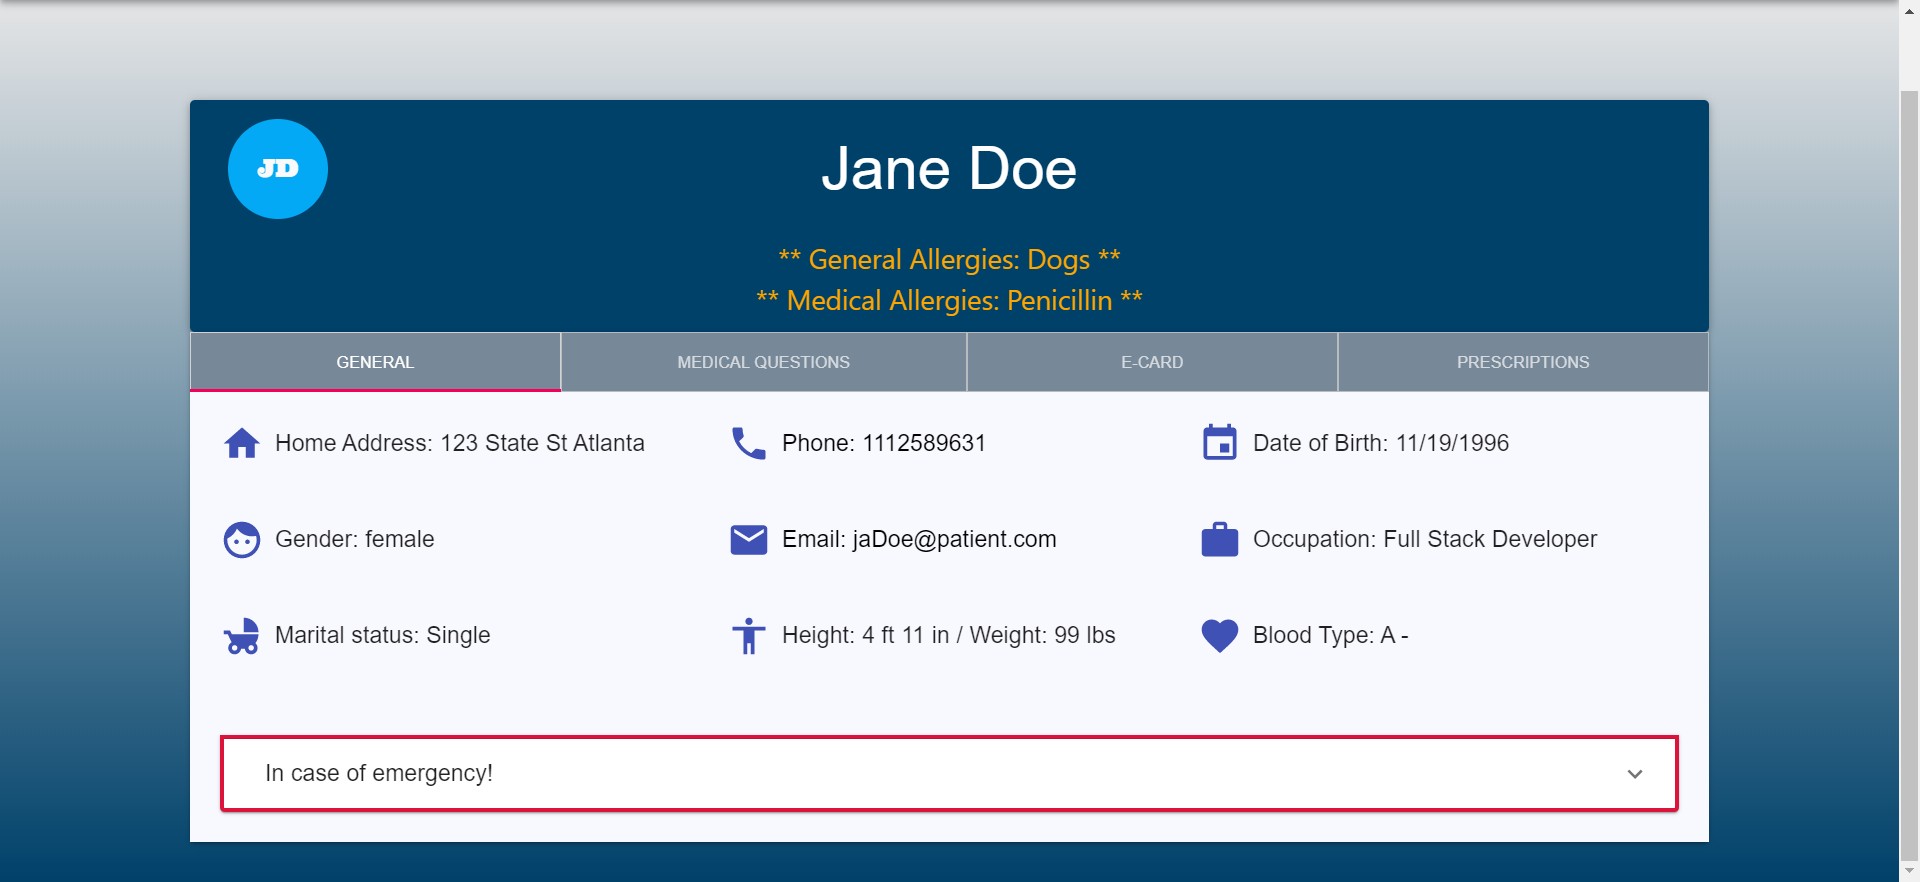 JD
Jane Doe
** General Allergies: Dogs **
** Medical Allergies: Penicillin **
GENERAL
MEDICAL QUESTIONS
E-CARD
PRESCRIPTIONS
Home Address: 123 State St Atlanta
Phone: 1112589631
Date of Birth: 11/19/1996
Gender: female
Email: jaDoe@patient.com
Occupation: Full Stack Developer
Marital status: Single
Height: 4 ft 11 in / Weight: 99 lbs
Blood Type: A -
In case of emergency!